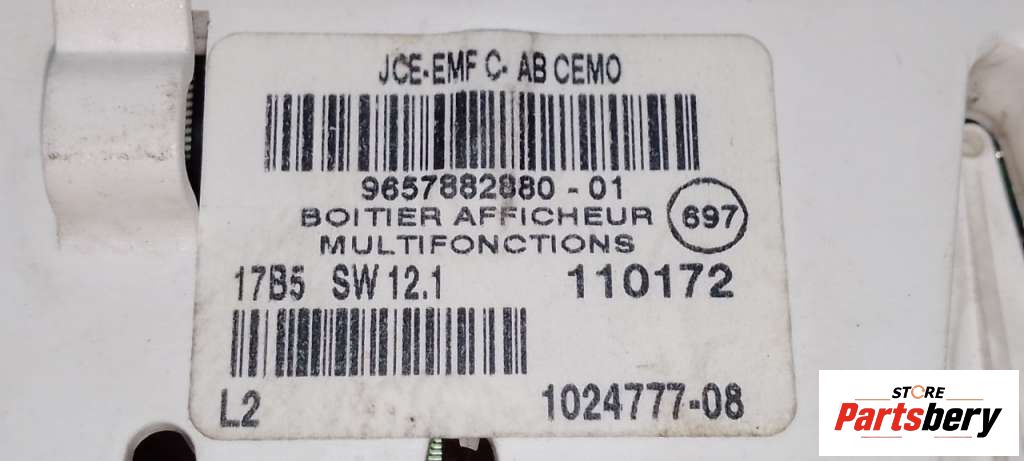 JCE-EMF C- AB CEMO
9657882880 - 01
BOITIER AFFICHEUR
MULTIFONCTIONS
697
17B5 SW 12.1
110172
L2
1024777-08
STORE
Partsbery